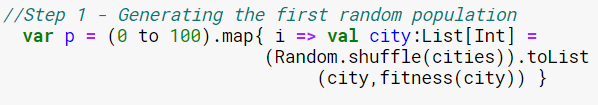 //Step 1 - Generating the first random population
var p = (0 to 100).map{ i => val city:List[Int] =
(Random.shuffle(cities)).toList
(city,fitness(city)) }